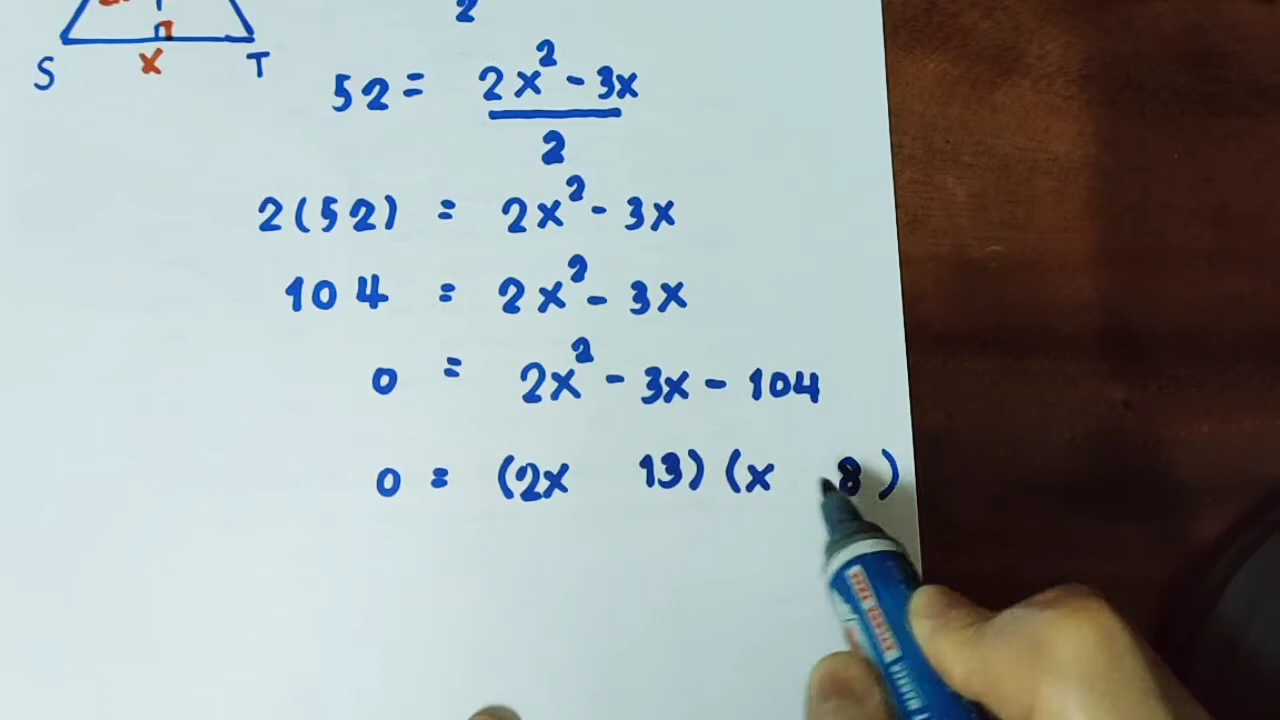 2
S X T
52 = 2x² - 3x
2
2(52) = 2x² - 3x
104 = 2x² - 3x
0 = 2x² - 3x - 104
0 = (2x 13)(x 8)